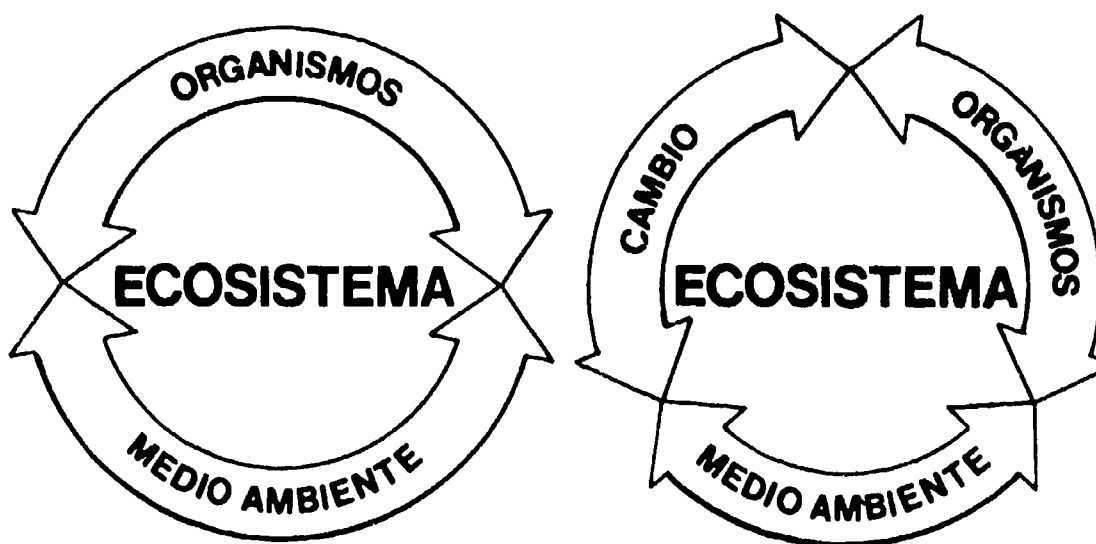 ORGANISMOS
ECOSISTEMA
MEDIO AMBIENTE
CAMBIO
ORGANISMOS
ECOSISTEMA
MEDIO AMBIENTE